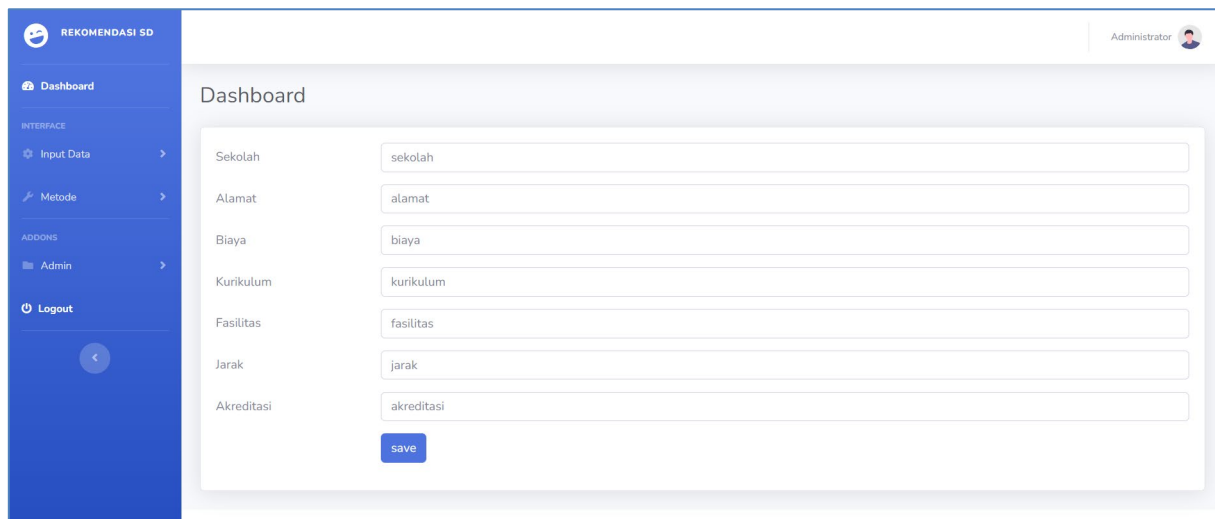 REKOMENDASI SD
Administrator
Dashboard
Dashboard
INTERFACE
Input Data
Metode
ADDONS
Admin
Logout
Sekolah
sekolah
Alamat
alamat
Biaya
biaya
Kurikulum
kurikulum
Fasilitas
fasilitas
Jarak
jarak
Akreditasi
akreditasi
save